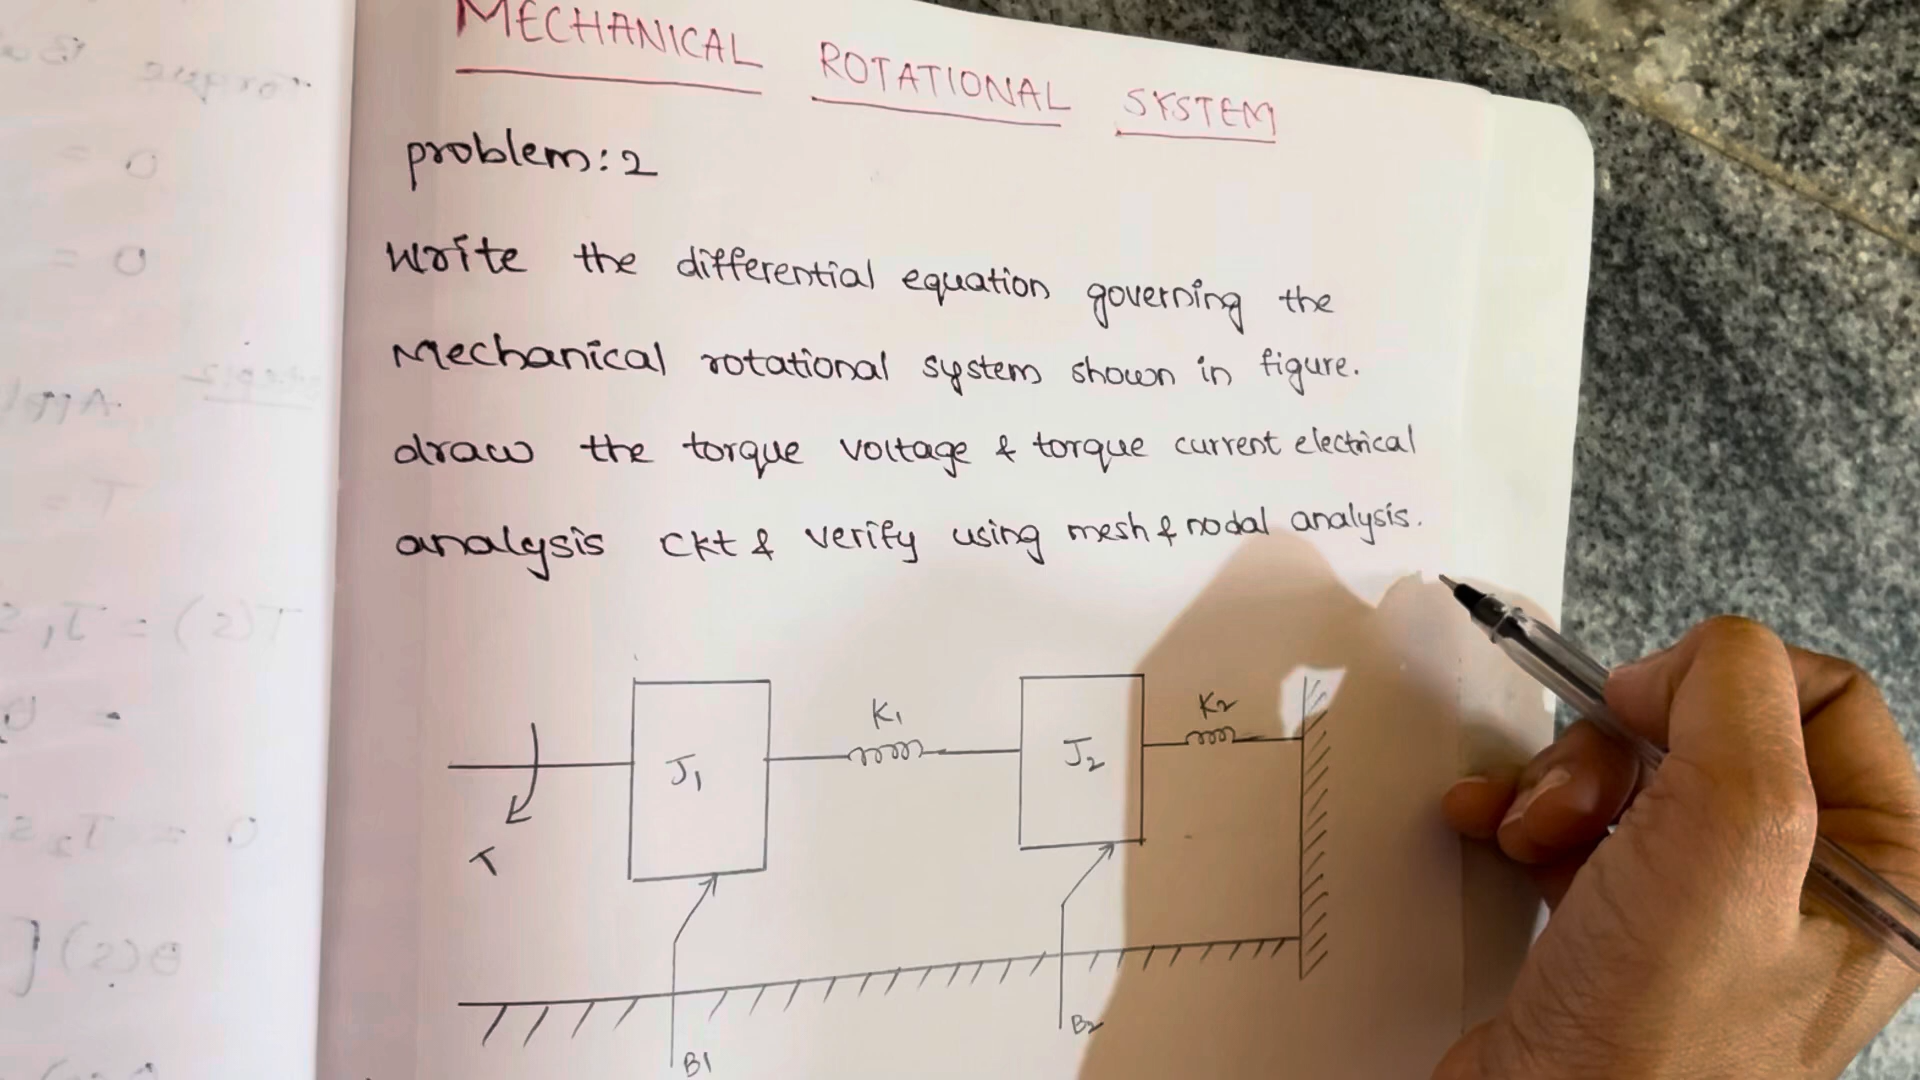 MECHANICAL ROTATIONAL SYSTEM
problem: 2
Write the differential equation governing the
Mechanical rotational system shown in figure.
draw the torque voltage & torque current electrical
analysis ckt & verify using mesh & nodal analysis.
K1
K2
J1
J2
T
B2
B1